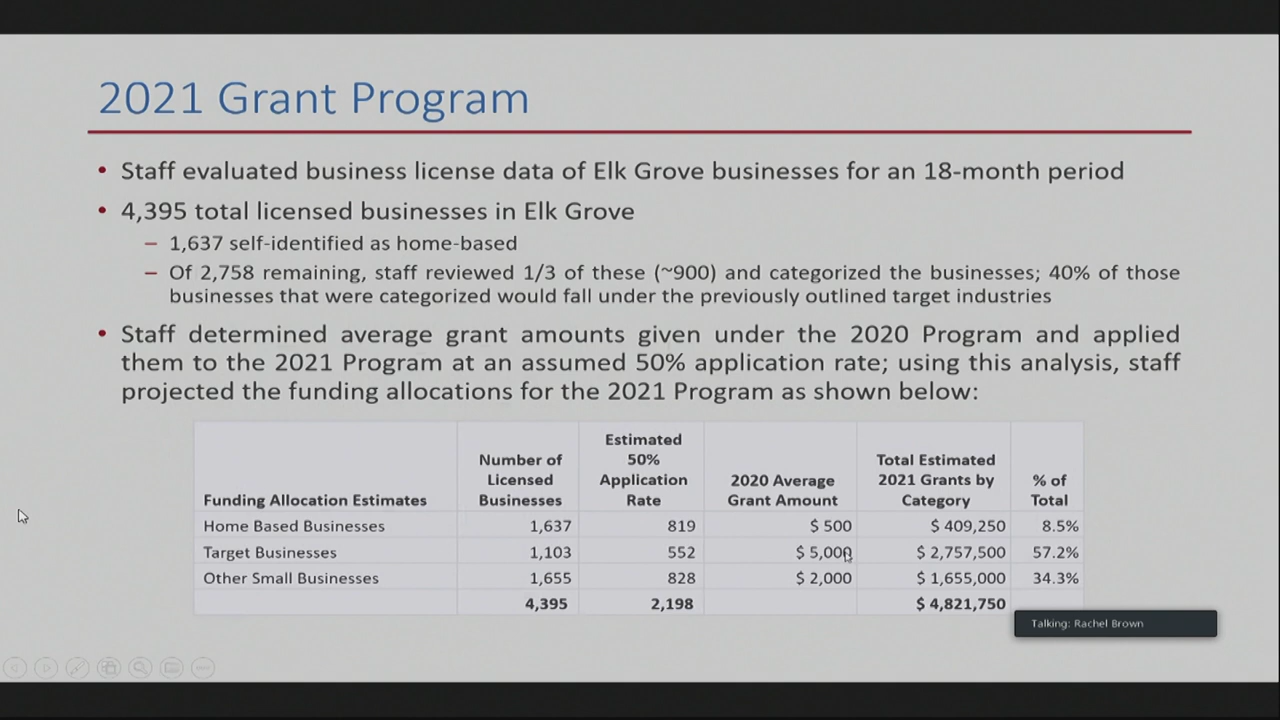 2021 Grant Program
• Staff evaluated business license data of Elk Grove businesses for an 18-month period
• 4,395 total licensed businesses in Elk Grove
– 1,637 self-identified as home-based
– Of 2,758 remaining, staff reviewed 1/3 of these (~900) and categorized the businesses; 40% of those
businesses that were categorized would fall under the previously outlined target industries
• Staff determined average grant amounts given under the 2020 Program and applied
them to the 2021 Program at an assumed 50% application rate; using this analysis, staff
projected the funding allocations for the 2021 Program as shown below:
Funding Allocation Estimates Number of Licensed Businesses Estimated 50% Application Rate 2020 Average Grant Amount Total Estimated 2021 Grants by Category % of Total
Home Based Businesses 1,637 819 $ 500 $ 409,250 8.5%
Target Businesses 1,103 552 $ 5,000 $ 2,757,500 57.2%
Other Small Businesses 1,655 828 $ 2,000 $ 1,655,000 34.3%
4,395 2,198 $ 4,821,750
Talking: Rachel Brown